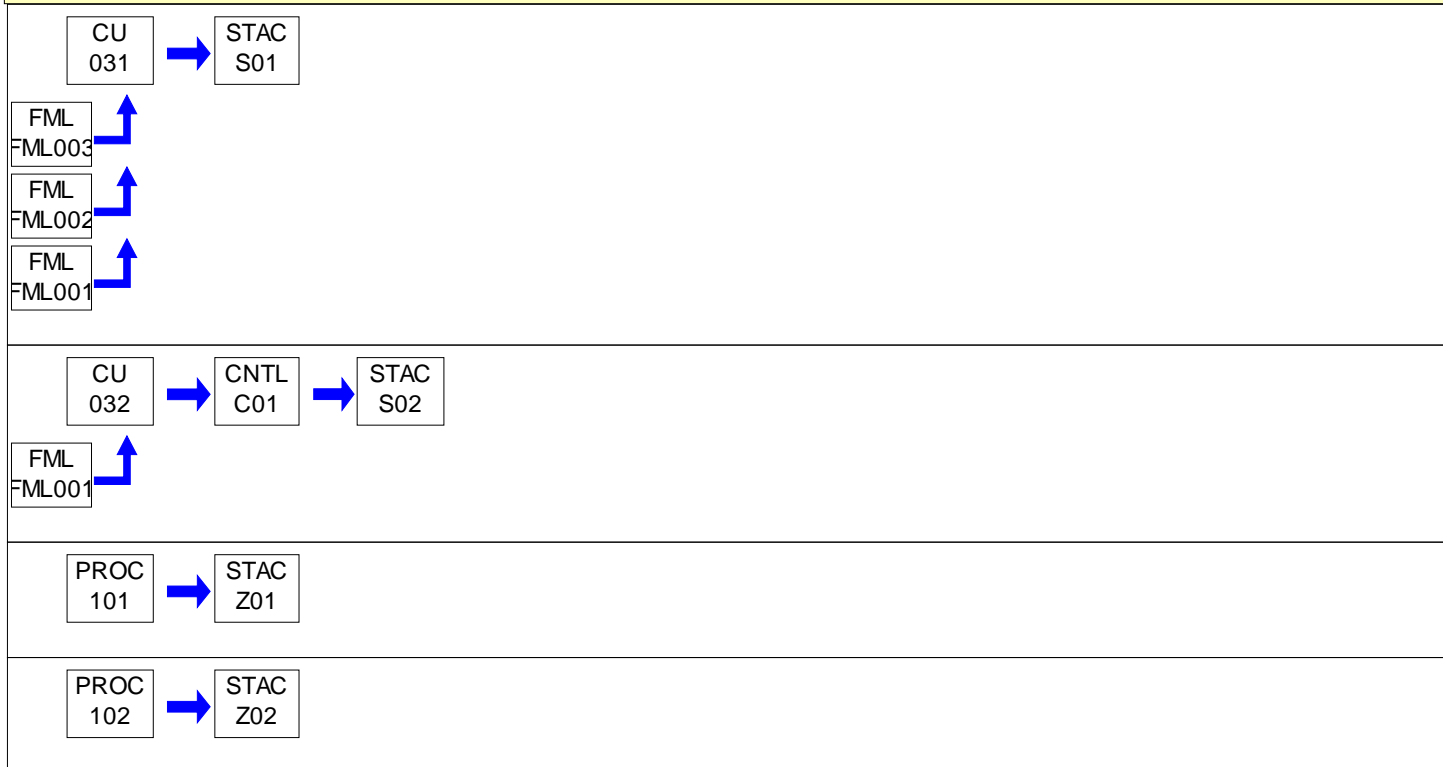 CU
031
STAC
S01
FML
FML003
FML
FML002
FML
FML001
CU
032
CNTL
C01
STAC
S02
FML
FML001
PROC
101
STAC
Z01
PROC
102
STAC
Z02